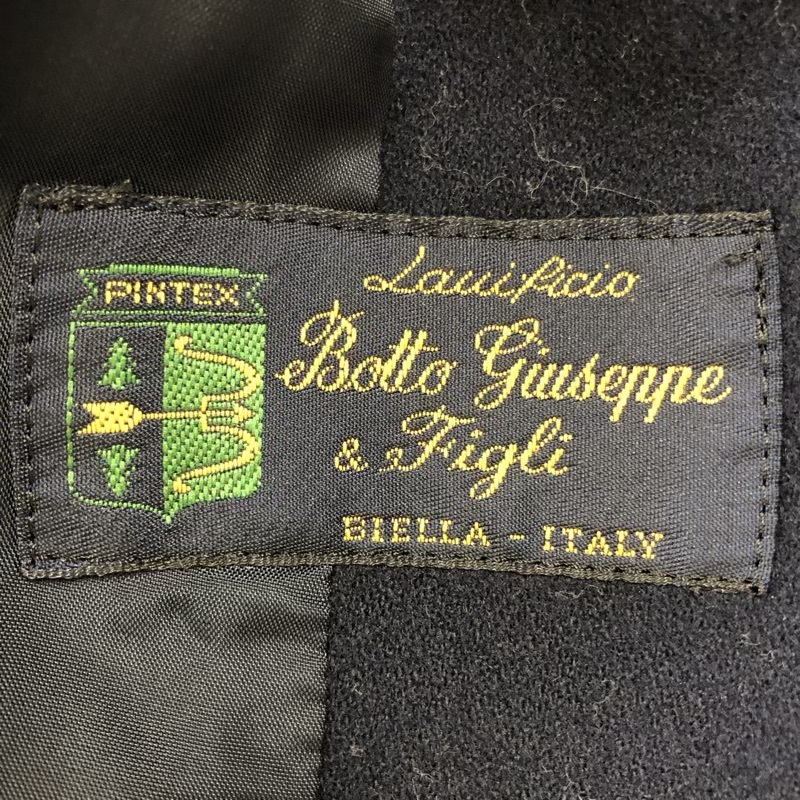 PINTEX
Lanificio
Botto Giuseppe
& Figli
BIELLA - ITALY